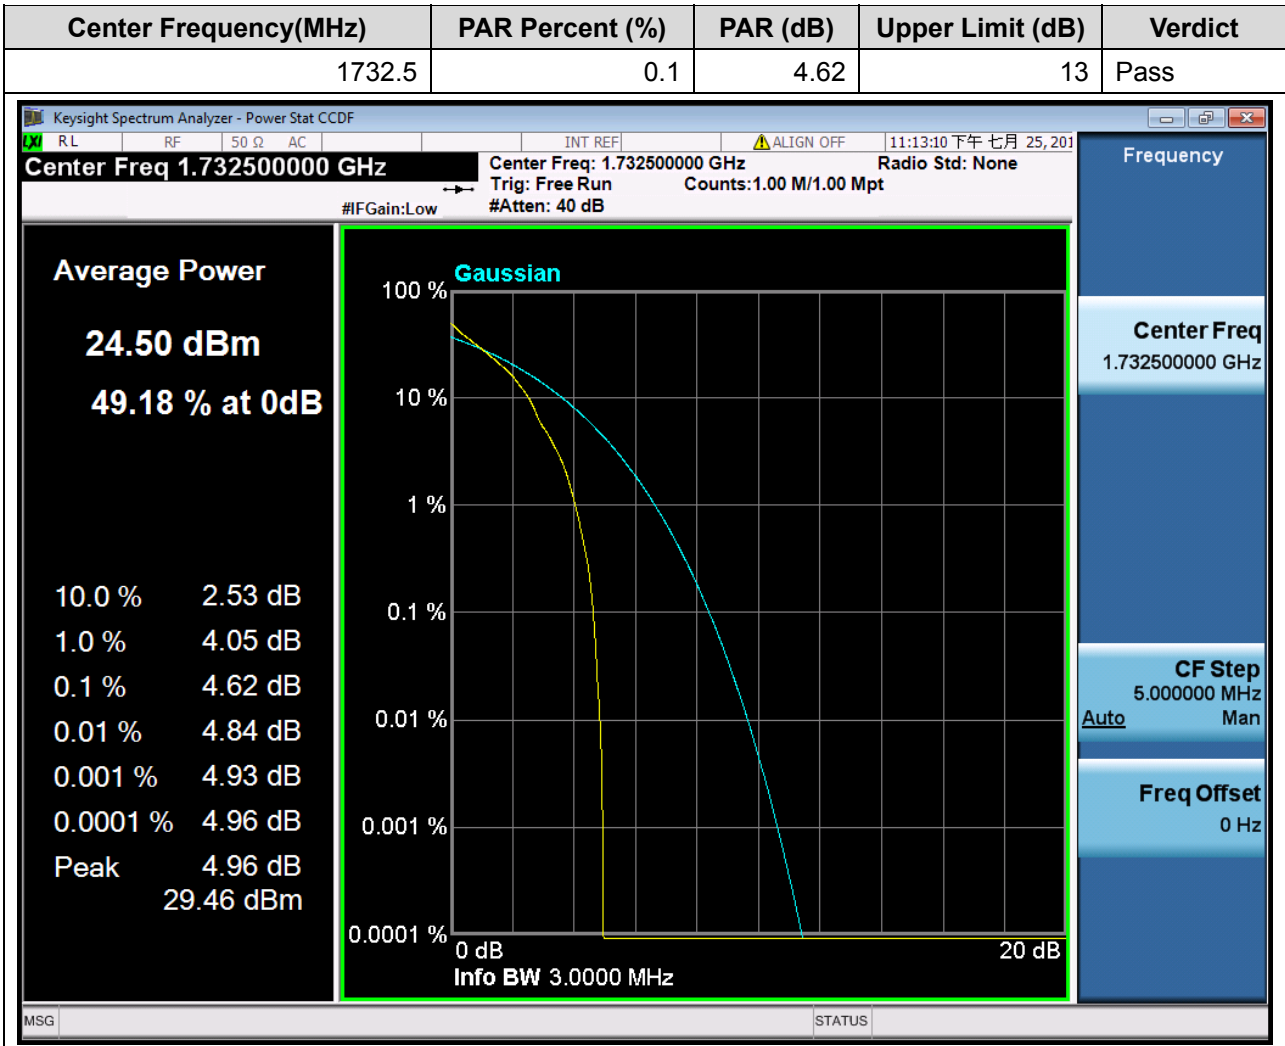 Center Frequency(MHz) PAR Percent (%) PAR (dB) Upper Limit (dB) Verdict
1732.5 0.1 4.62 13 Pass
Keysight Spectrum Analyzer - Power Stat CCDF
LXI RL RF 50 Ω AC INT REF ALIGN OFF 11:13:10 下午 七月 25, 201
Center Freq 1.732500000 GHz
Center Freq: 1.732500000 GHz Radio Std: None
Trig: Free Run Counts:1.00 M/1.00 Mpt
#IFGain:Low #Atten: 40 dB
Average Power
24.50 dBm
49.18 % at 0dB
10.0 % 2.53 dB
1.0 % 4.05 dB
0.1 % 4.62 dB
0.01 % 4.84 dB
0.001 % 4.93 dB
0.0001 % 4.96 dB
Peak 4.96 dB
29.46 dBm
Gaussian
100 %
10 %
1 %
0.1 %
0.01 %
0.001 %
0.0001 %
0 dB 20 dB
Info BW 3.0000 MHz
Frequency
Center Freq
1.732500000 GHz
CF Step
5.000000 MHz
Auto Man
Freq Offset
0 Hz
MSG STATUS